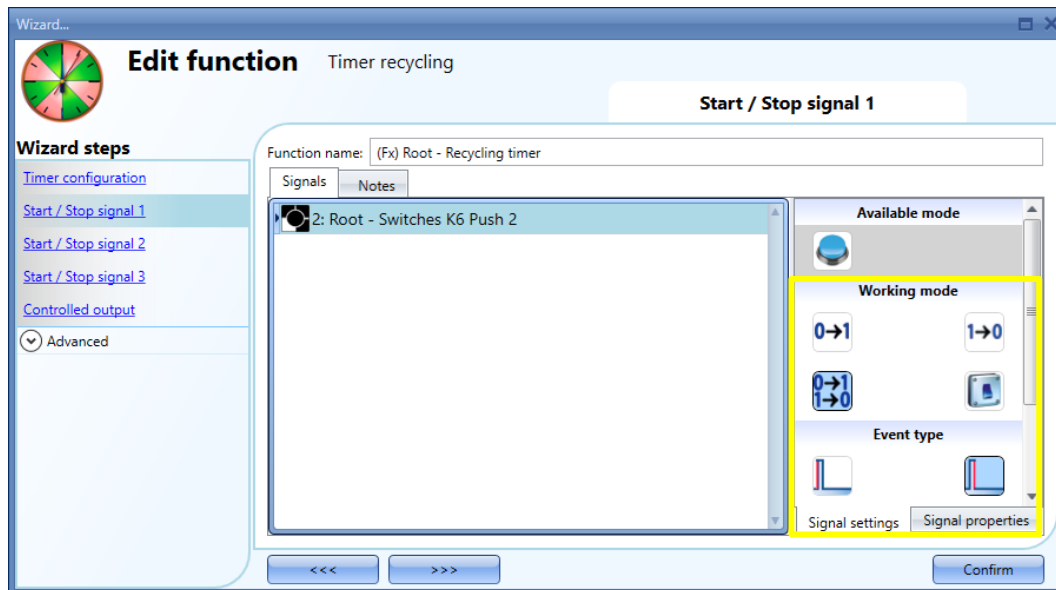 Wizard...
Edit function Timer recycling
Start / Stop signal 1
Wizard steps
Timer configuration
Start / Stop signal 1
Start / Stop signal 2
Start / Stop signal 3
Controlled output
Advanced
Function name: (Fx) Root - Recycling timer
Signals Notes
2: Root - Switches K6 Push 2
Available mode
Working mode
0→1 1→0
0→1
1→0
Event type
Signal settings Signal properties
<<< >>> Confirm